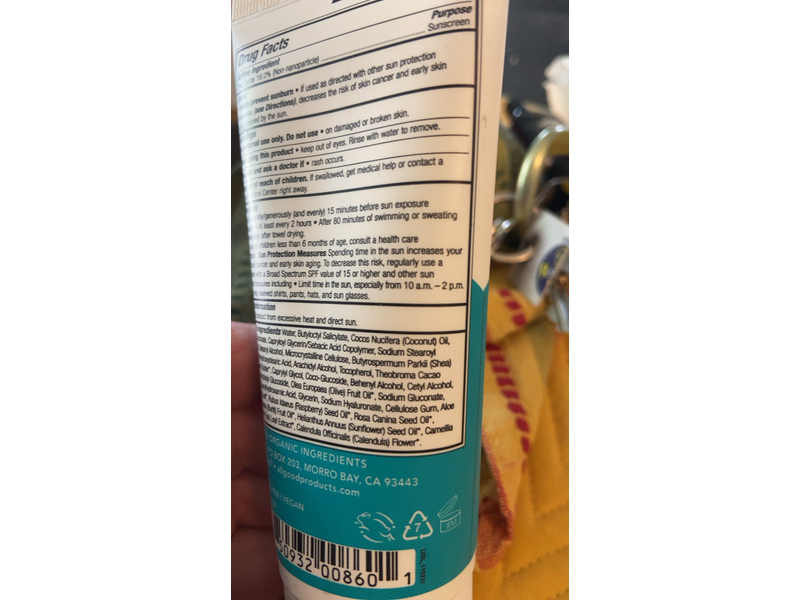 Drug Facts
Purpose
Ingredient
16.0% (Non-nanoparticle)
Sunscreen
prevent sunburn • if used as directed with other sun protection
(see Directions), decreases the risk of skin cancer and early skin
by the sun.
use only. Do not use • on damaged or broken skin.
this product • keep out of eyes. Rinse with water to remove.
and ask a doctor if • rash occurs.
of reach of children. If swallowed, get medical help or contact a
Center right away.
generously (and evenly) 15 minutes before sun exposure
At least every 2 hours • After 80 minutes of swimming or sweating
after towel drying.
children less than 6 months of age, consult a health care
Sun Protection Measures Spending time in the sun increases your
cancer and early skin aging. To decrease this risk, regularly use a
with a Broad Spectrum SPF value of 15 or higher and other sun
measures including • Limit time in the sun, especially from 10 a.m. – 2 p.m.
sleeved shirts, pants, hats, and sun glasses.
from excessive heat and direct sun.
Water, Butyloctyl Salicylate, Cocos Nucifera (Coconut) Oil,
Capryloyl Glycerin/Sebacic Acid Copolymer, Sodium Stearoyl
Alcohol, Microcrystalline Cellulose, Butyrospermum Parkii (Shea)
Arachidyl Alcohol, Tocopherol, Theobroma Cacao
Caprylyl Glycol, Coco-Glucoside, Behenyl Alcohol, Cetyl Alcohol,
Glucoside, Olea Europaea (Olive) Fruit Oil*, Sodium Gluconate,
Glycerin, Sodium Hyaluronate, Cellulose Gum, Aloe
Rubus Idaeus (Raspberry) Seed Oil*, Rosa Canina Seed Oil*,
Fruit Oil*, Helianthus Annuus (Sunflower) Seed Oil*, Camellia
Leaf Extract*, Calendula Officinalis (Calendula) Flower*.
ORGANIC INGREDIENTS
BOX 203, MORRO BAY, CA 93443
allgoodproducts.com
VEGAN
7
50932 00860 1